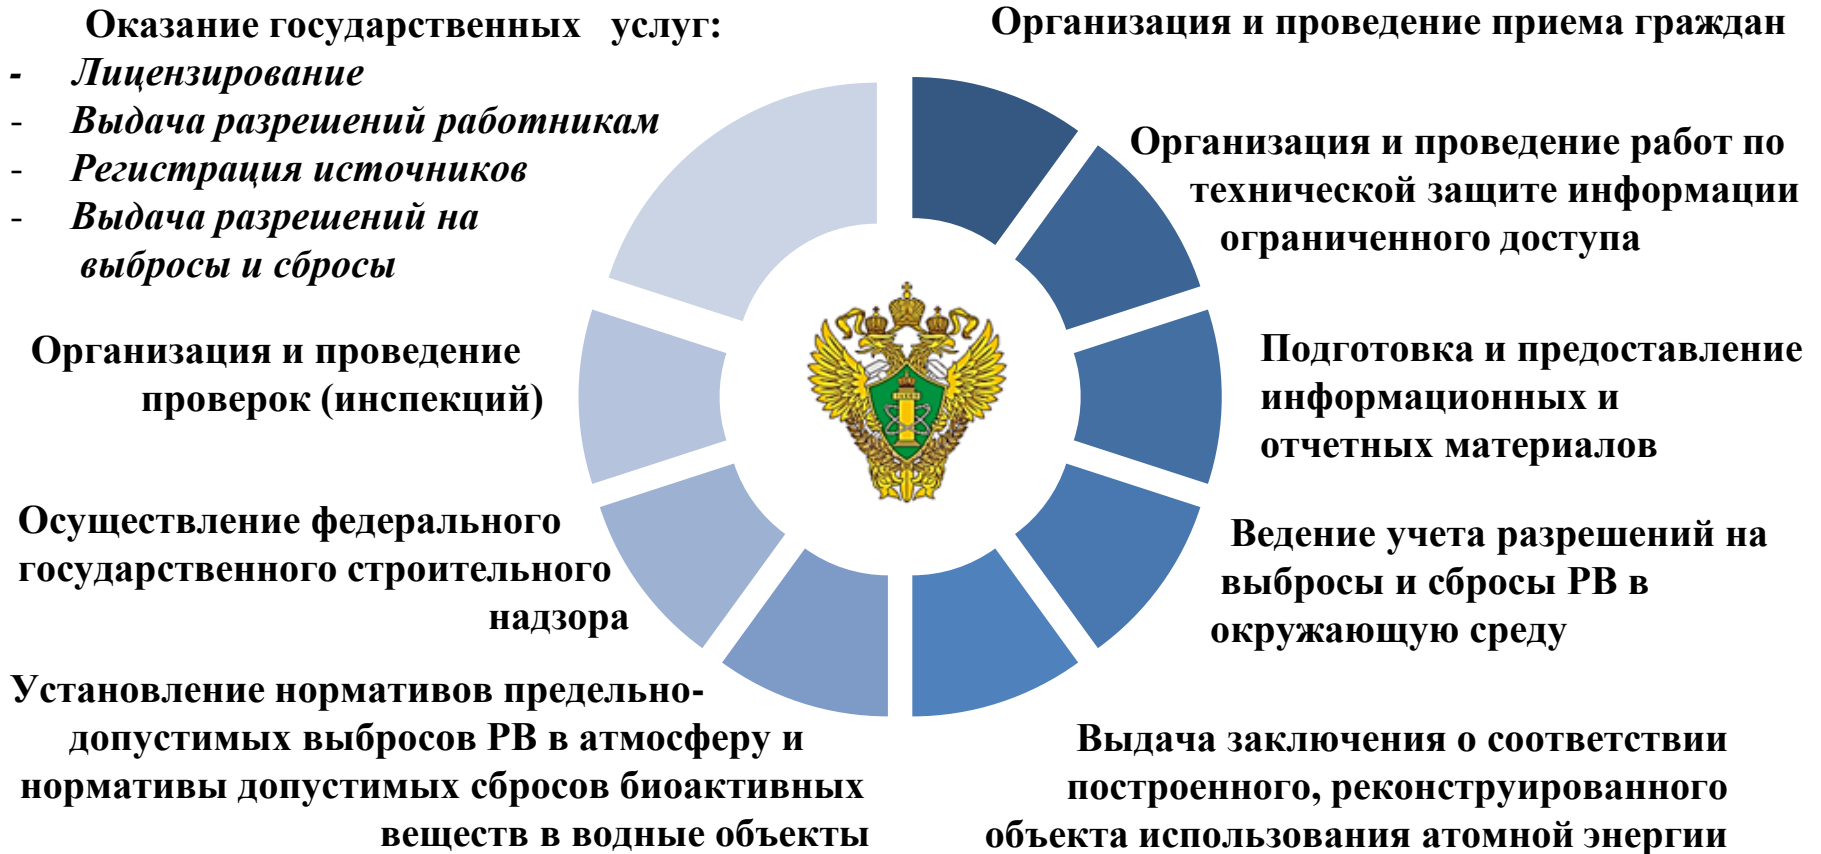 Оказание государственных услуг:
- Лицензирование
- Выдача разрешений работникам
- Регистрация источников
- Выдача разрешений на
выбросы и сбросы
Организация и проведение
проверок (инспекций)
Осуществление федерального
государственного строительного
надзора
Установление нормативов предельно-
допустимых выбросов РВ в атмосферу и
нормативы допустимых сбросов биоактивных
веществ в водные объекты
Организация и проведение приема граждан
Организация и проведение работ по
технической защите информации
ограниченного доступа
Подготовка и предоставление
информационных и
отчетных материалов
Ведение учета разрешений на
выбросы и сбросы РВ в
окружающую среду
Выдача заключения о соответствии
построенного, реконструированного
объекта использования атомной энергии